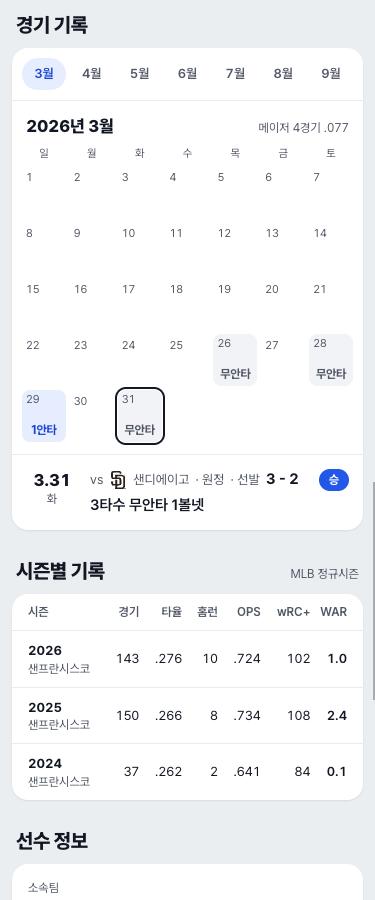 경기 기록
3월 4월 5월 6월 7월 8월 9월
2026년 3월 메이저 4경기 .077
일 월 화 수 목 금 토
1 2 3 4 5 6 7
8 9 10 11 12 13 14
15 16 17 18 19 20 21
22 23 24 25 26 27 28
무안타 무안타
29 30 31
1안타 무안타
3.31 vs SD 샌디에이고 · 원정 · 선발 3 - 2 승
화 3타수 무안타 1볼넷
시즌별 기록 MLB 정규시즌
시즌 경기 타율 홈런 OPS wRC+ WAR
2026 143 .276 10 .724 102 1.0
샌프란시스코
2025 150 .266 8 .734 108 2.4
샌프란시스코
2024 37 .262 2 .641 84 0.1
샌프란시스코
선수 정보
소속팀